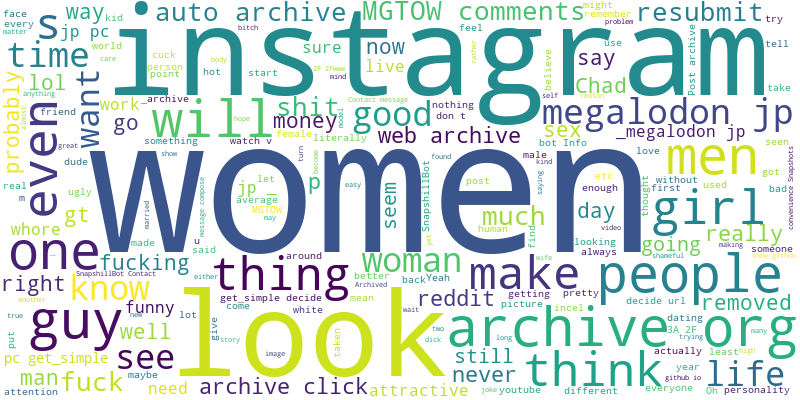 face
every
matter
kid
bitch
s way auto archive MGTOW comments resubmit
might
remember
problem
try
time
jp pc
world
care
cuck
person
point
hot
body
start
2F 2Fwww
mind
sure now
live
feel
rather
say
use
believe
tell
Post archive
instagram
lol
want
work
go
_archive
friend
anything
almost
probably
even
will
shit
money
something
hope
female
watch v
literally
Contact message
model
good
nothing
don t
web archive
Chad
self
reason
take
megalodon jp
sex
_megalodon jp
bot Info
seen
got
bad
convenience Snapshots
great
dude
real
m
ugly
gt
whore
one
made
women
show
married
message compose
let
average
MGTOW
may
turn
become
easy
jp _
p
seem
yet
SnapshillBot
found
post
much
human
male
kind
saying
etc
enough
day
find
looking
always
love
without
first
thought
used
men
girl
going
really
video
making
shameful
snew github
someone
u
said
fucking
thing
around
woman
better
back
Yeah
mean
Archived
wait
make people
getting
pretty
wife
right
another
know
SnapshillBot Contact
either
true
new
put
guy
funny
well
lot
maybe
see
come
give
get_simple decide
white
story
image
look
taken
picture
reddit
two
dick
long
incel
decide url
removed
dating
3A 2F
many
trying
archive org
pc get_simple
man
fuck
attention
need
archive click
attractive
still
never
joke
youtube
think
different
actually
github io
everyone
least
high
year
life
Oh personality